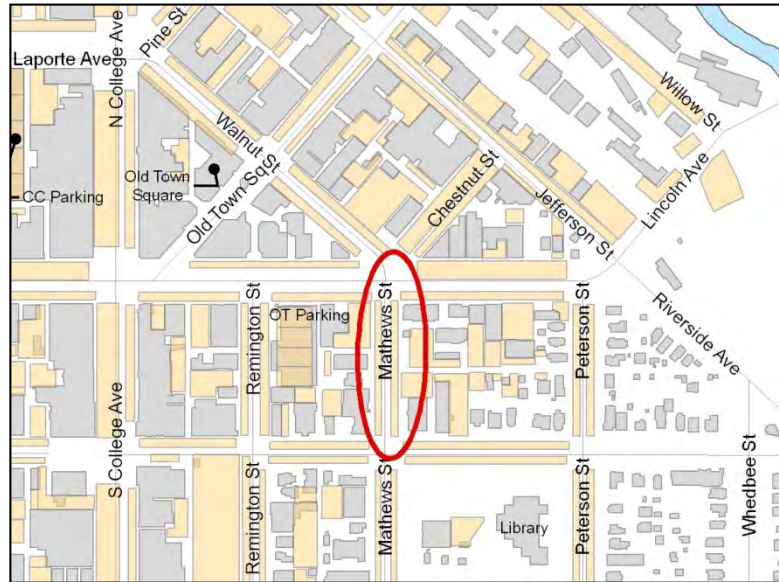 Laporte Ave
Pine St
N College Ave
Willow St
Walnut St
Old Town
Square
Old Town Sq
CC Parking
Chestnut St
Jefferson St
Lincoln Ave
Riverside Ave
Remington St
OT Parking
Mathews St
Peterson St
S College Ave
Remington St
Mathews St
Library
Peterson St
Whedbee St